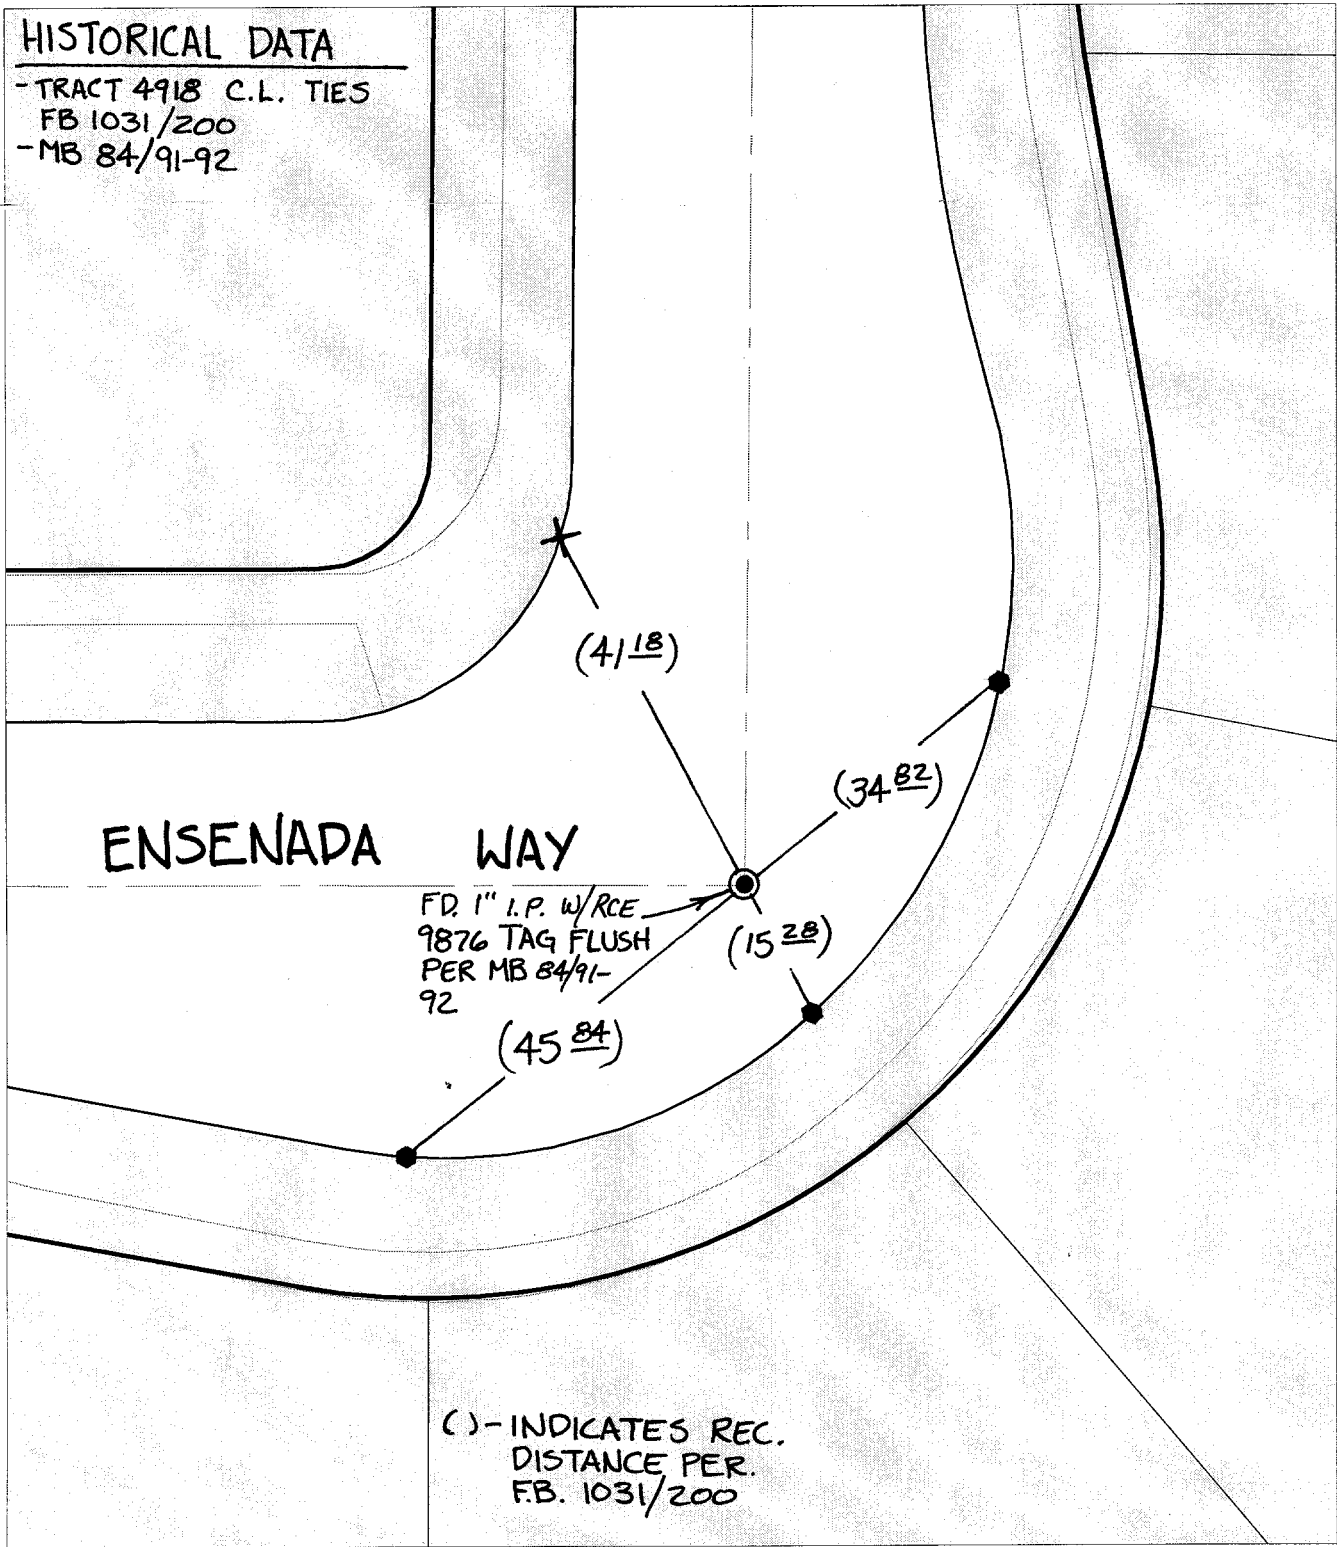 HISTORICAL DATA
- TRACT 4918 C.L. TIES
FB 1031/200
- MB 84/91-92
(41 18)
(34 82)
ENSENADA WAY
FD. 1" I.P. W/RCE
9876 TAG FLUSH
PER MB 84/91-
92
(15 28)
(45 84)
( ) - INDICATES REC.
DISTANCE PER.
F.B. 1031/200